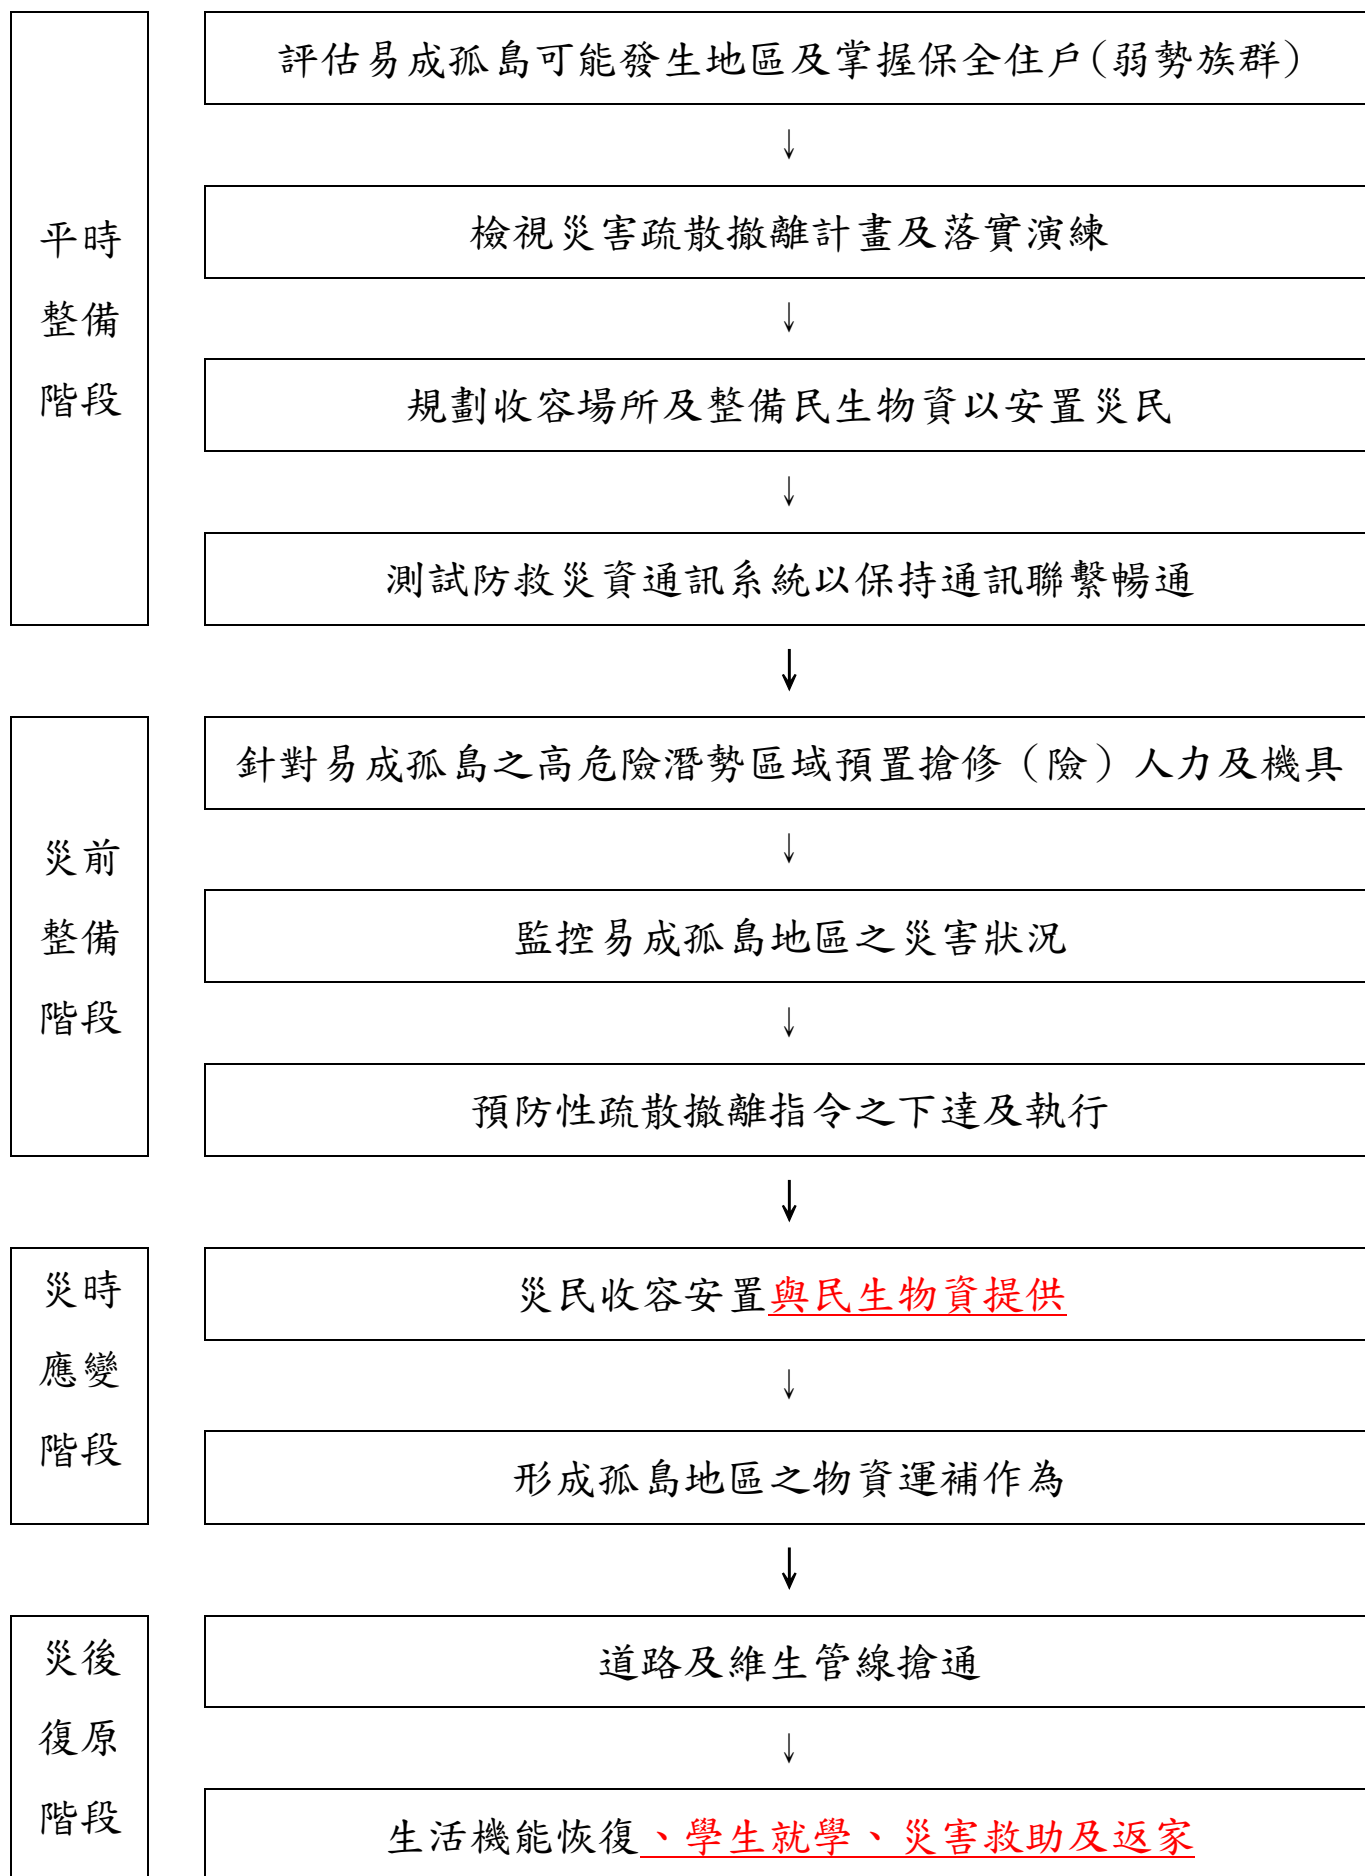 平時
整備
階段
評估易成孤島可能發生地區及掌握保全住戶(弱勢族群)
↓
檢視災害疏散撤離計畫及落實演練
↓
規劃收容場所及整備民生物資以安置災民
↓
測試防救災資通訊系統以保持通訊聯繫暢通
↓
災前
整備
階段
針對易成孤島之高危險潛勢區域預置搶修（險）人力及機具
↓
監控易成孤島地區之災害狀況
↓
預防性疏散撤離指令之下達及執行
↓
災時
應變
階段
災民收容安置與民生物資提供
↓
形成孤島地區之物資運補作為
↓
災後
復原
階段
道路及維生管線搶通
↓
生活機能恢復、學生就學、災害救助及返家